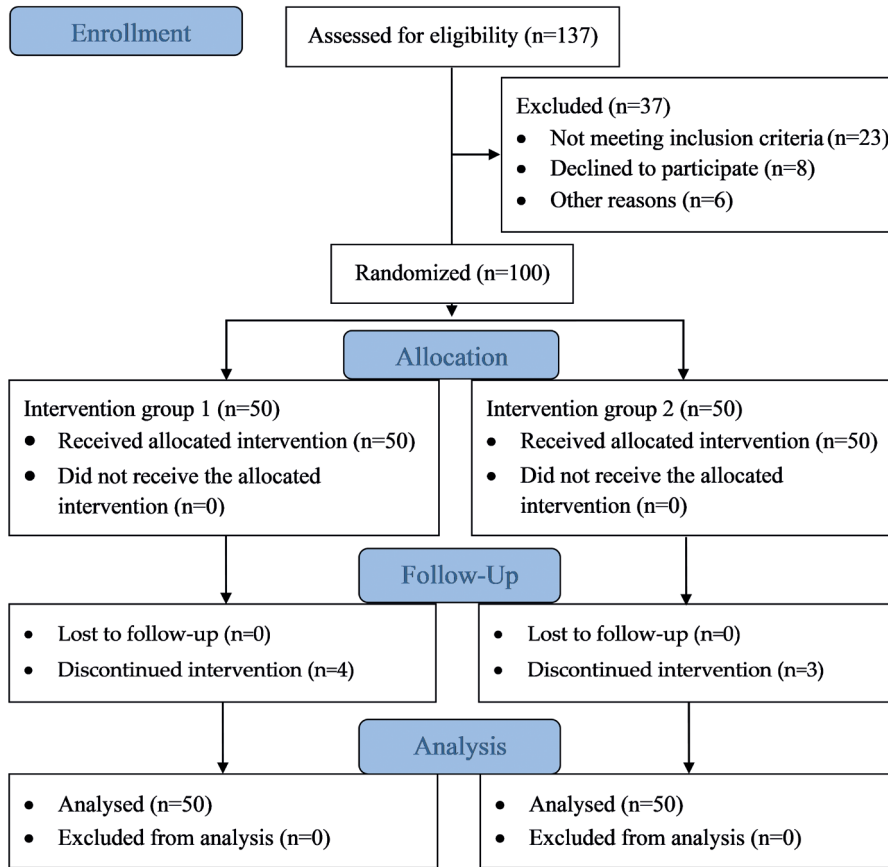 Enrollment
Assessed for eligibility (n=137)
Excluded (n=37)
• Not meeting inclusion criteria (n=23)
• Declined to participate (n=8)
• Other reasons (n=6)
Randomized (n=100)
Allocation
Intervention group 1 (n=50)
• Received allocated intervention (n=50)
• Did not receive the allocated
intervention (n=0)
Intervention group 2 (n=50)
• Received allocated intervention (n=50)
• Did not receive the allocated
intervention (n=0)
Follow-Up
• Lost to follow-up (n=0)
• Discontinued intervention (n=4)
• Lost to follow-up (n=0)
• Discontinued intervention (n=3)
Analysis
• Analysed (n=50)
• Excluded from analysis (n=0)
• Analysed (n=50)
• Excluded from analysis (n=0)